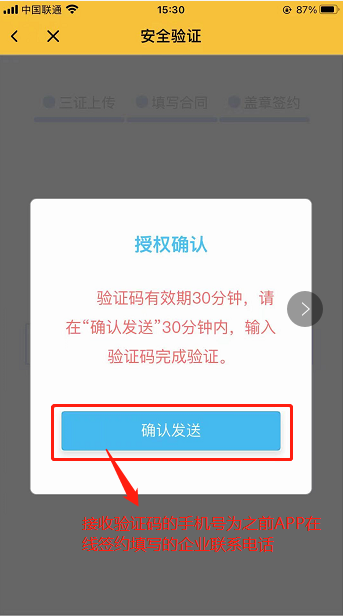 中国联通
15:30
87%
安全验证
三证上传
填写合同
盖章签约
授权确认
验证码有效期30分钟，请
在“确认发送”30分钟内，输入
验证码完成验证。
确认发送
接收验证码的手机号为之前APP在
线签约填写的企业联系电话